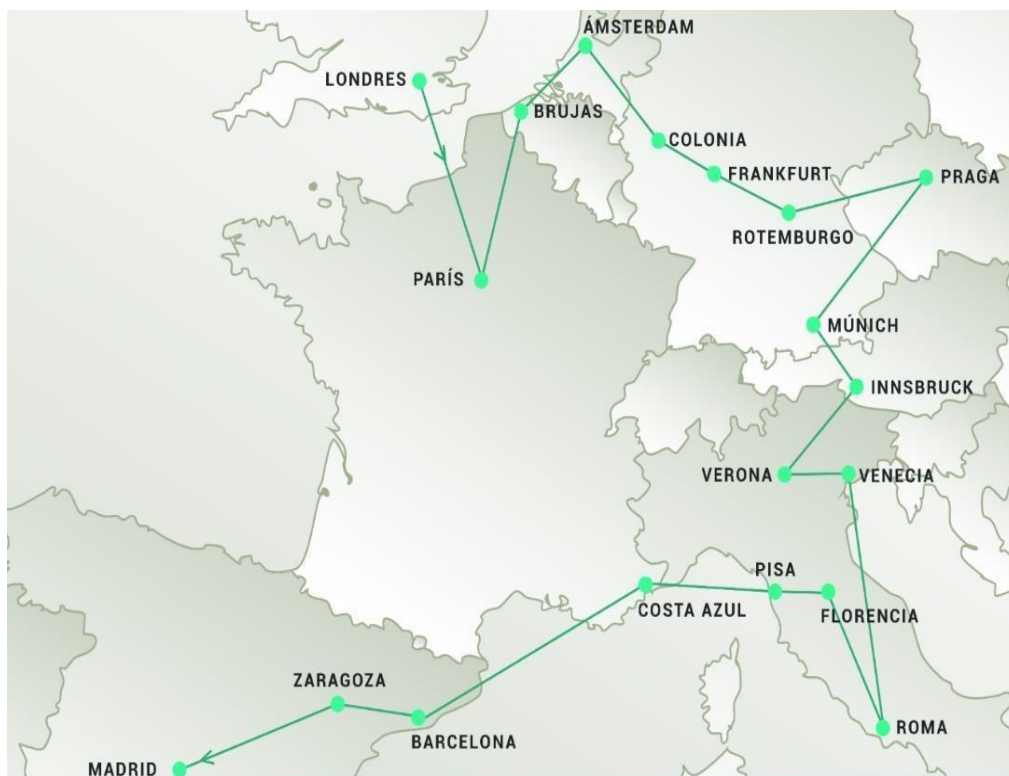 ÁMSTERDAM
LONDRES
BRUJAS
COLONIA
FRANKFURT
PRAGA
ROTEMBURGO
PARÍS
MÚNICH
INNSBRUCK
VERONA
VENECIA
PISA
COSTA AZUL
FLORENCIA
ZARAGOZA
ROMA
BARCELONA
MADRID